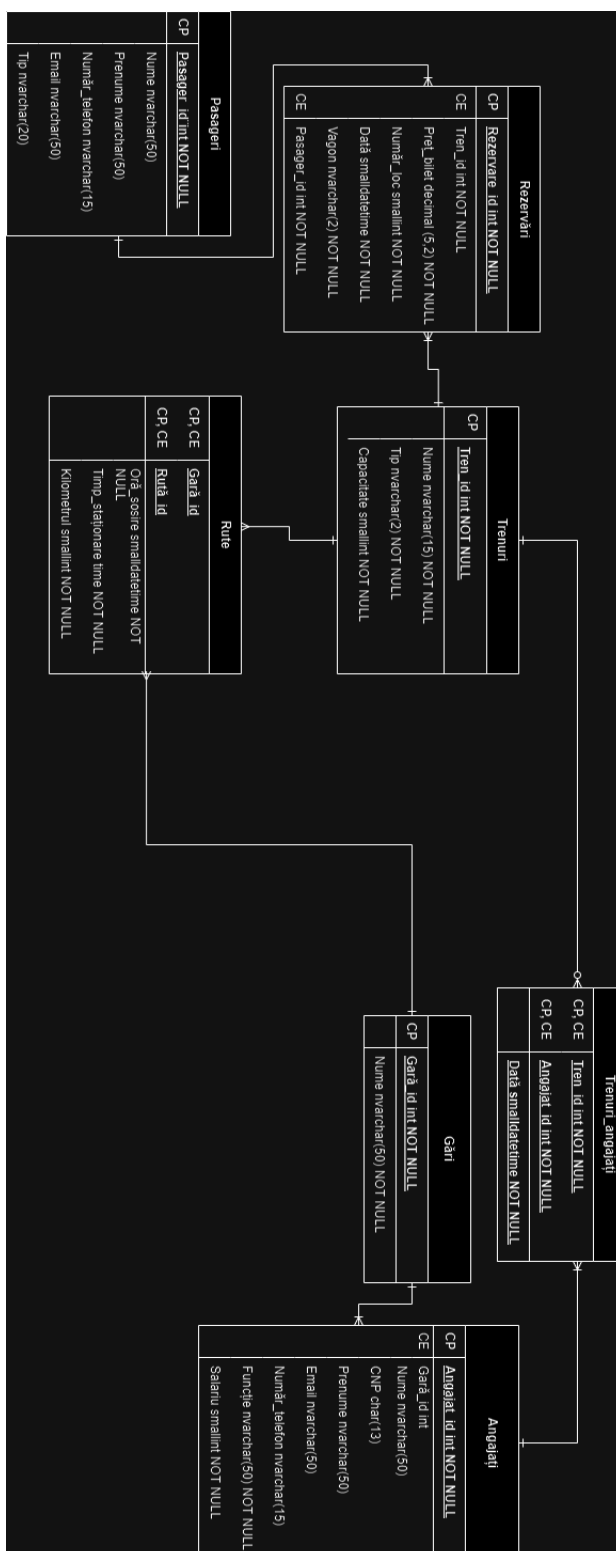 Pasageri
CP Pasager_id int NOT NULL
Nume nvarchar(50)
Prenume nvarchar(50)
Număr_telefon nvarchar(15)
Email nvarchar(50)
Tip nvarchar(20)
Rezervări
CP Rezervare_id int NOT NULL
CE Tren_id int NOT NULL
Preț_bilet decimal (5,2) NOT NULL
Număr_loc smallint NOT NULL
Dată smalldatetime NOT NULL
Vagon nvarchar(2) NOT NULL
CE Pasager_id int NOT NULL
Trenuri
CP Tren_id int NOT NULL
Nume nvarchar(15) NOT NULL
Tip nvarchar(2) NOT NULL
Capacitate smallint NOT NULL
Rute
CP, CE Gară_id
CP, CE Rută_id
Oră_sosire smalldatetime NOT
NULL
Timp_staționare time NOT NULL
Kilometrul smallint NOT NULL
Trenuri_angajați
CP, CE Tren_id int NOT NULL
CP, CE Angajat_id int NOT NULL
Dată smalldatetime NOT NULL
Gări
CP Gară_id int NOT NULL
Nume nvarchar(50) NOT NULL
Angajați
CP Angajat_id int NOT NULL
CE Gară_id int
Nume nvarchar(50)
CNP char(13)
Prenume nvarchar(50)
Email nvarchar(50)
Număr_telefon nvarchar(15)
Funcție nvarchar(50) NOT NULL
Salariu smallint NOT NULL